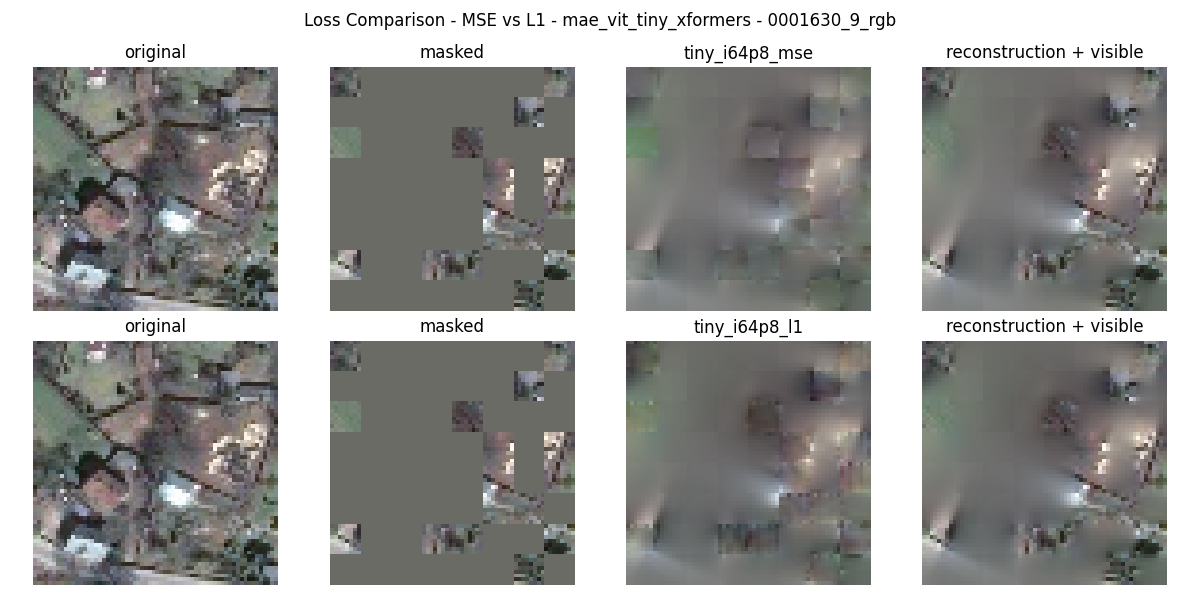 Loss Comparison - MSE vs L1 - mae_vit_tiny_xformers - 0001630_9_rgb
original masked tiny_i64p8_mse reconstruction + visible
original masked tiny_i64p8_l1 reconstruction + visible